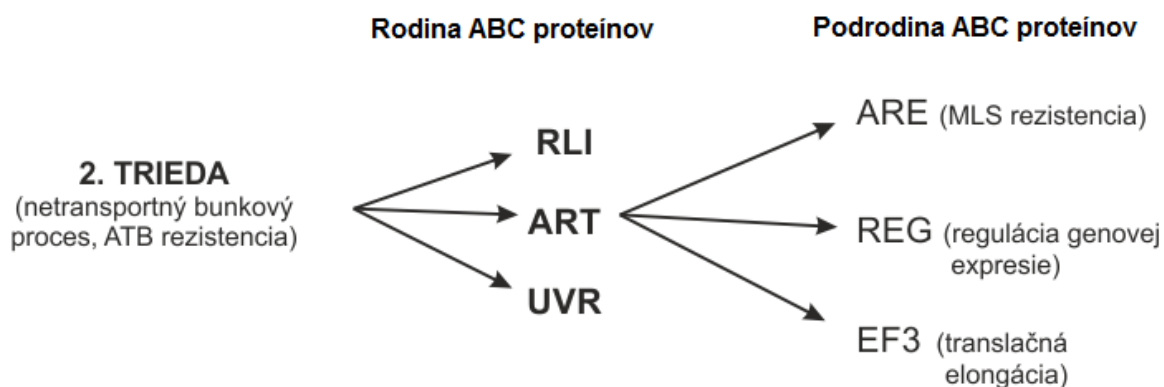 Rodina ABC proteínov
Podrodina ABC proteínov
2. TRIEDA
(netransportný bunkový
proces, ATB rezistencia)
RLI
ART
UVR
ARE (MLS rezistencia)
REG (regulácia genovej
expresie)
EF3 (translačná
elongácia)